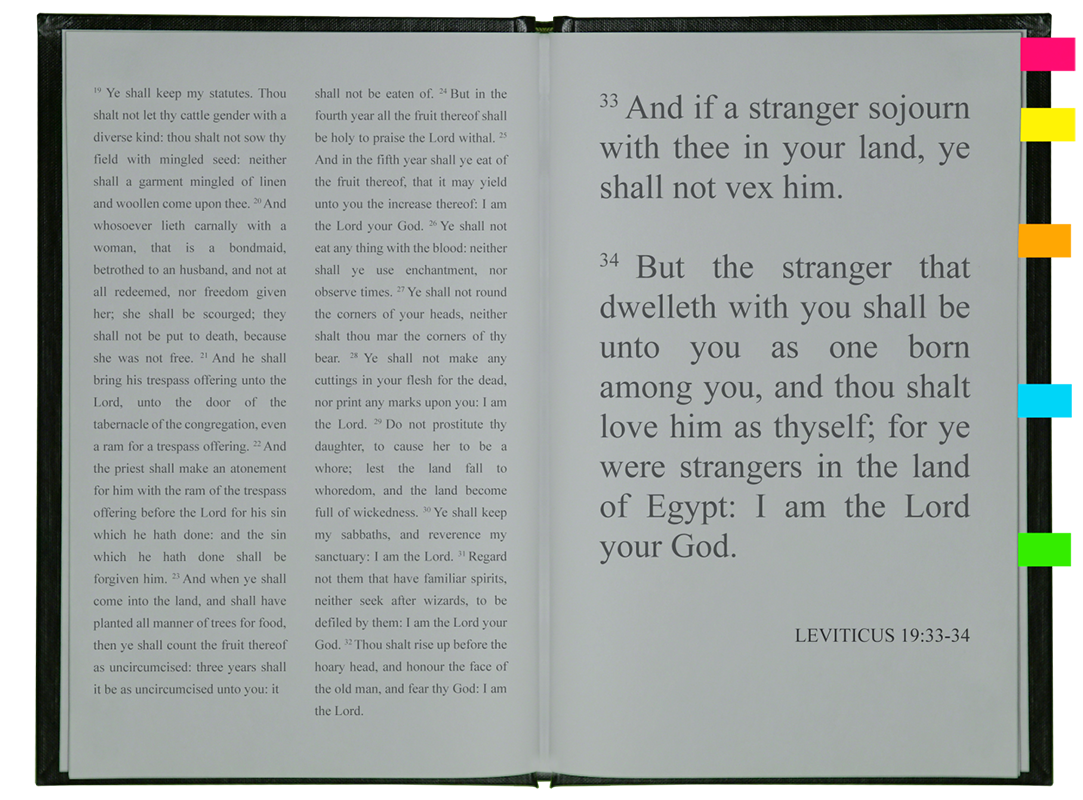 19 Ye shall keep my statutes. Thou
shalt not let thy cattle gender with a
diverse kind: thou shalt not sow thy
field with mingled seed: neither
shall a garment mingled of linen
and woollen come upon thee. 20 And
whosoever lieth carnally with a
woman, that is a bondmaid,
betrothed to an husband, and not at
all redeemed, nor freedom given
her; she shall be scourged; they
shall not be put to death, because
she was not free. 21 And he shall
bring his trespass offering unto the
Lord, unto the door of the
tabernacle of the congregation, even
a ram for a trespass offering. 22 And
the priest shall make an atonement
for him with the ram of the trespass
offering before the Lord for his sin
which he hath done: and the sin
which he hath done shall be
forgiven him. 23 And when ye shall
come into the land, and shall have
planted all manner of trees for food,
then ye shall count the fruit thereof
as uncircumcised: three years shall
it be as uncircumcised unto you: it
shall not be eaten of. 24 But in the
fourth year all the fruit thereof shall
be holy to praise the Lord withal. 25
And in the fifth year shall ye eat of
the fruit thereof, that it may yield
unto you the increase thereof: I am
the Lord your God. 26 Ye shall not
eat any thing with the blood: neither
shall ye use enchantment, nor
observe times. 27 Ye shall not round
the corners of your heads, neither
shalt thou mar the corners of thy
bear. 28 Ye shall not make any
cuttings in your flesh for the dead,
nor print any marks upon you: I am
the Lord. 29 Do not prostitute thy
daughter, to cause her to be a
whore; lest the land fall to
whoredom, and the land become
full of wickedness. 30 Ye shall keep
my sabbaths, and reverence my
sanctuary: I am the Lord. 31 Regard
not them that have familiar spirits,
neither seek after wizards, to be
defiled by them: I am the Lord your
God. 32 Thou shalt rise up before the
hoary head, and honour the face of
the old man, and fear thy God: I am
the Lord.
33 And if a stranger sojourn
with thee in your land, ye
shall not vex him.
34 But the stranger that
dwelleth with you shall be
unto you as one born
among you, and thou shalt
love him as thyself; for ye
were strangers in the land
of Egypt: I am the Lord
your God.
LEVITICUS 19:33-34